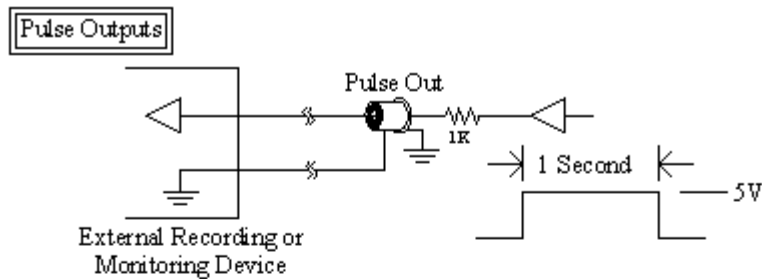 Pulse Outputs
Pulse Out
1K
1 Second
5V
External Recording or
Monitoring Device